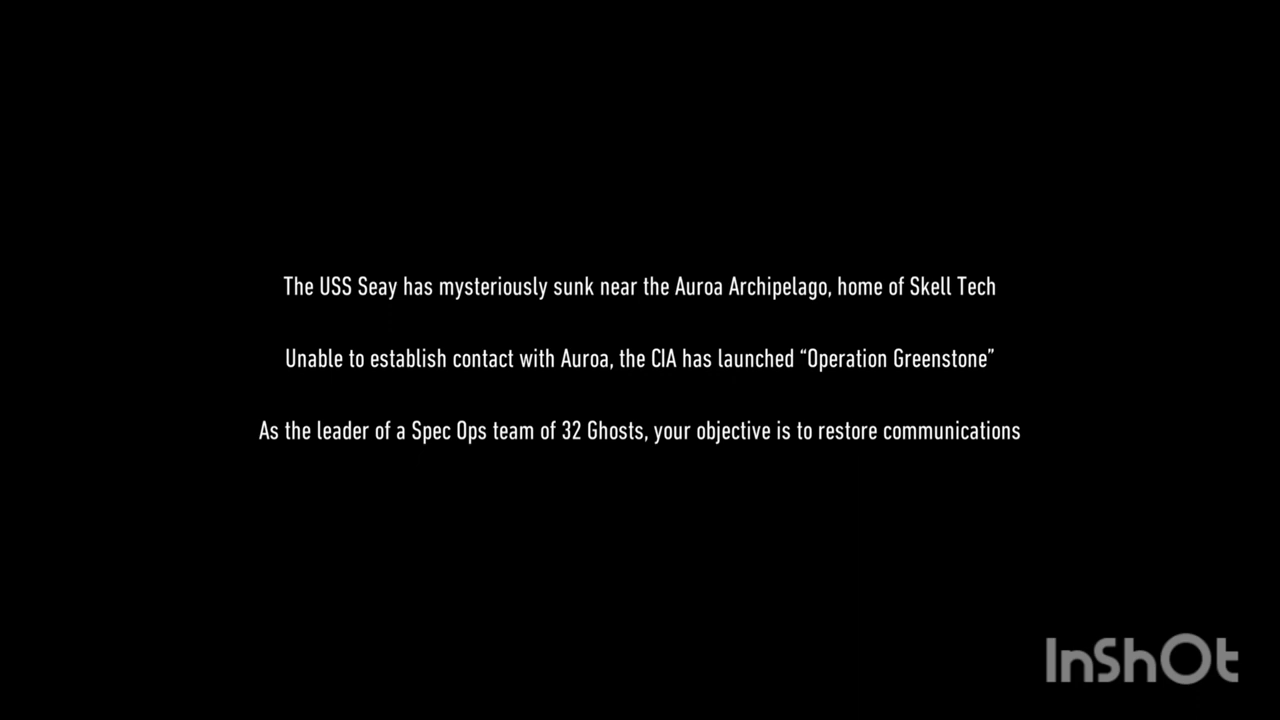 The USS Seay has mysteriously sunk near the Auroa Archipelago, home of Skell Tech
Unable to establish contact with Auroa, the CIA has launched “Operation Greenstone”
As the leader of a Spec Ops team of 32 Ghosts, your objective is to restore communications
InShOt